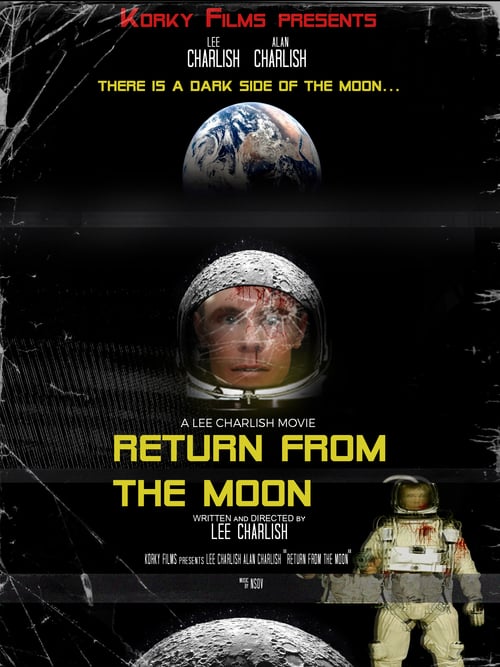 KORKY FILMS PRESENTS
LEE CHARLISH ALAN CHARLISH
THERE IS A DARK SIDE OF THE MOON...
A LEE CHARLISH MOVIE
RETURN FROM
THE MOON
WRITTEN AND DIRECTED BY
LEE CHARLISH
KORKY FILMS PRESENTS LEE CHARLISH ALAN CHARLISH "RETURN FROM THE MOON"
MUSIC BY NSOV